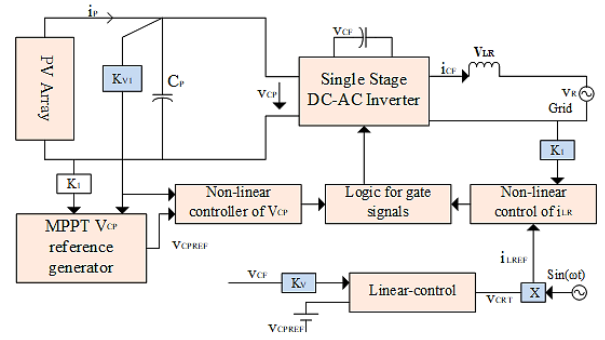 iP
VCF
VLR
PV Array
KV1
CP
VCP
Single Stage
DC-AC Inverter
iCF
VR
Grid
K1
K1
MPPT VCP
reference
generator
Non-linear
controller of VCP
Logic for gate
signals
Non-linear
control of iLR
VCPREF
iLREF
Sin(ωt)
VCF
KV
Linear-control
VCRT
X
VCPREF